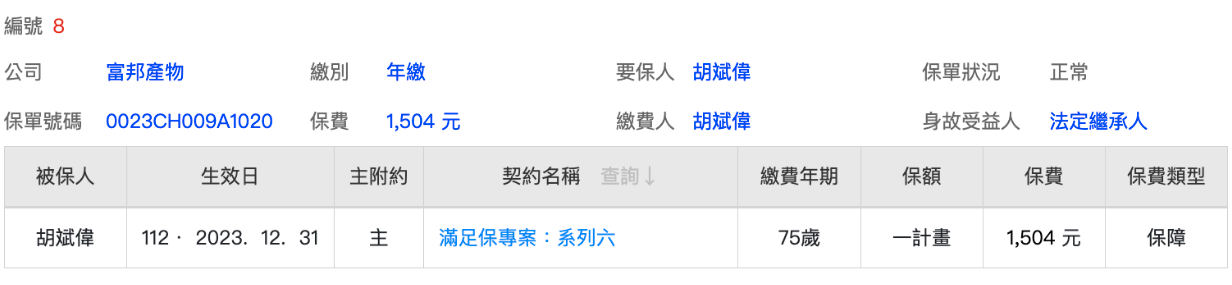 編號 8
公司 富邦產物 繳別 年繳 要保人 胡斌偉 保單狀況 正常
保單號碼 0023CH009A1020 保費 1,504 元 繳費人 胡斌偉 身故受益人 法定繼承人
被保人 生效日 主附約 契約名稱 查詢↓ 繳費年期 保額 保費 保費類型
胡斌偉 112 · 2023. 12. 31 主 滿足保專案：系列六 75歲 一計畫 1,504 元 保障